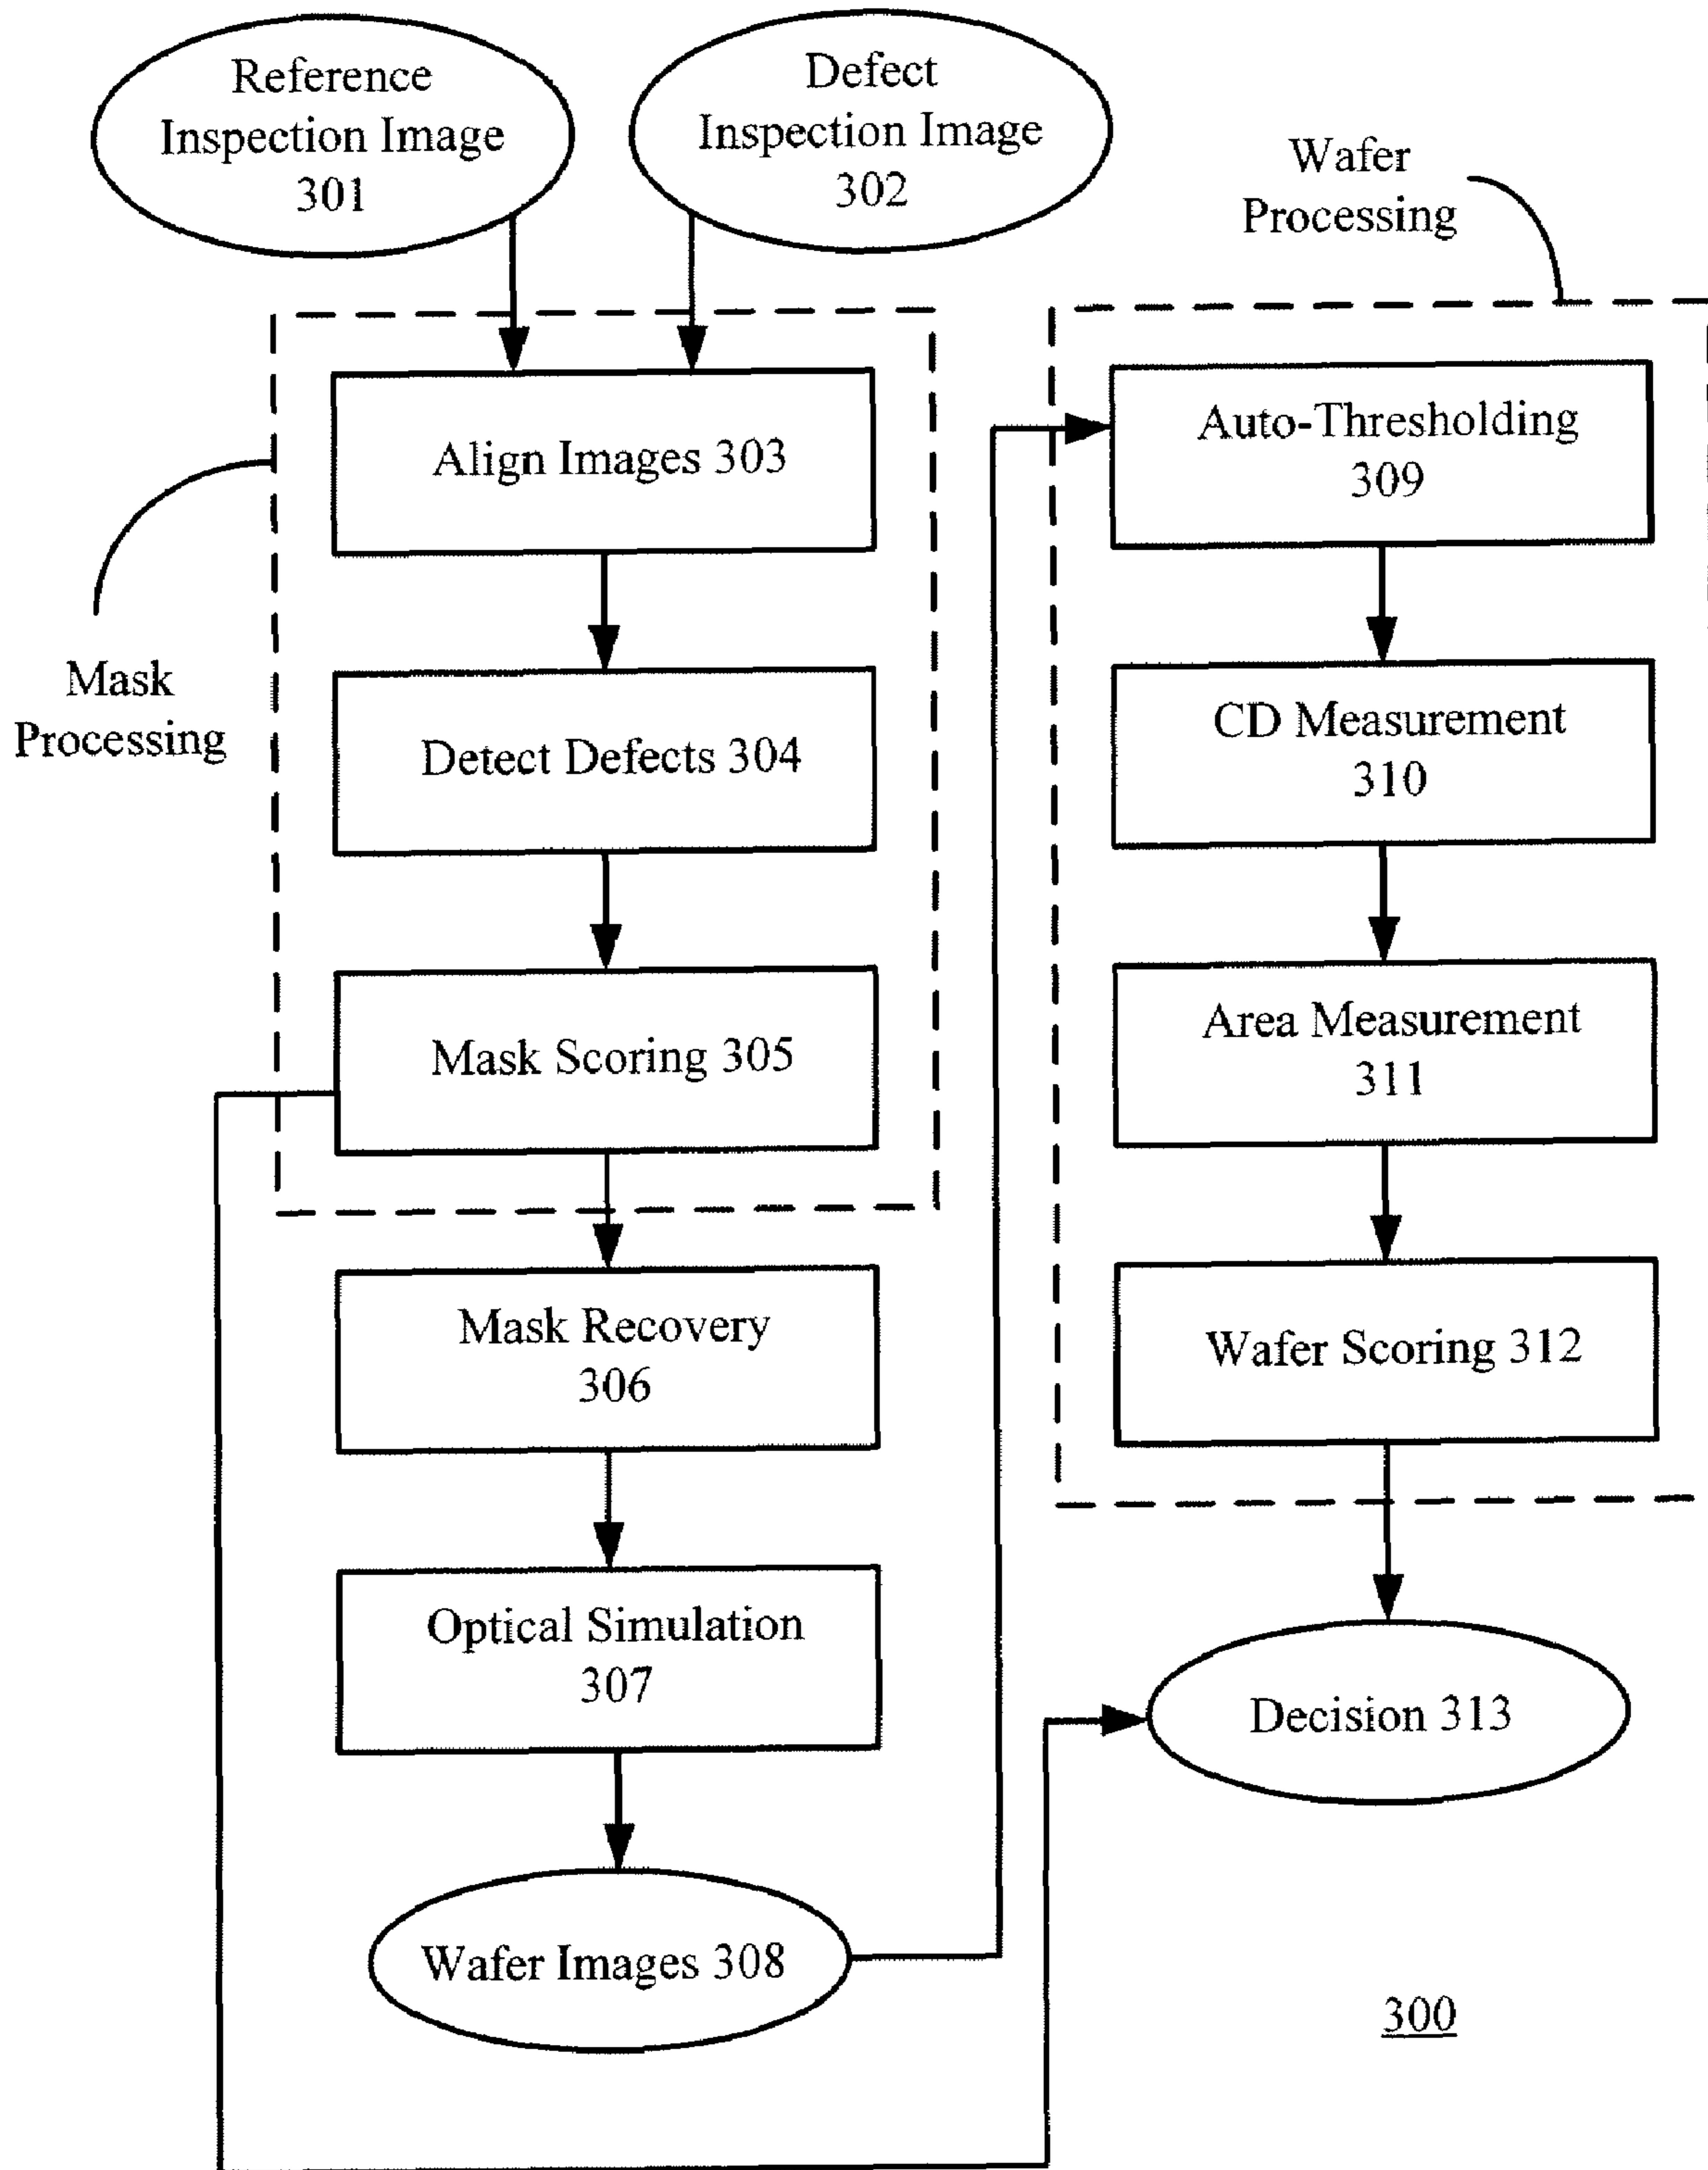 Reference
Inspection Image
301
Defect
Inspection Image
302
Wafer
Processing
Mask
Processing
Align Images 303
Detect Defects 304
Mask Scoring 305
Mask Recovery
306
Optical Simulation
307
Wafer Images 308
Auto-Thresholding
309
CD Measurement
310
Area Measurement
311
Wafer Scoring 312
Decision 313
300